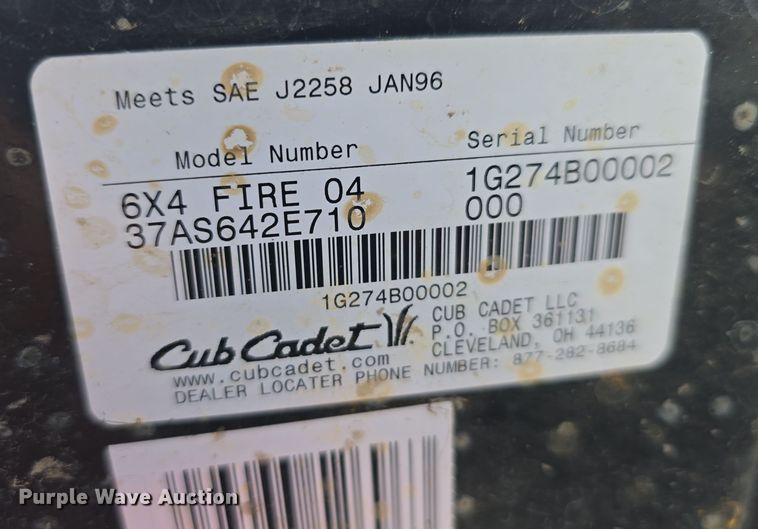 Meets SAE J2258 JAN96
Model Number Serial Number
6X4 FIRE 04 1G274B00002
37AS642E710 000
1G274B00002
Cub Cadet
CUB CADET LLC
P.O. BOX 361131
CLEVELAND, OH 44136
www.cubcadet.com
DEALER LOCATER PHONE NUMBER: 877-282-8684
Purple Wave Auction